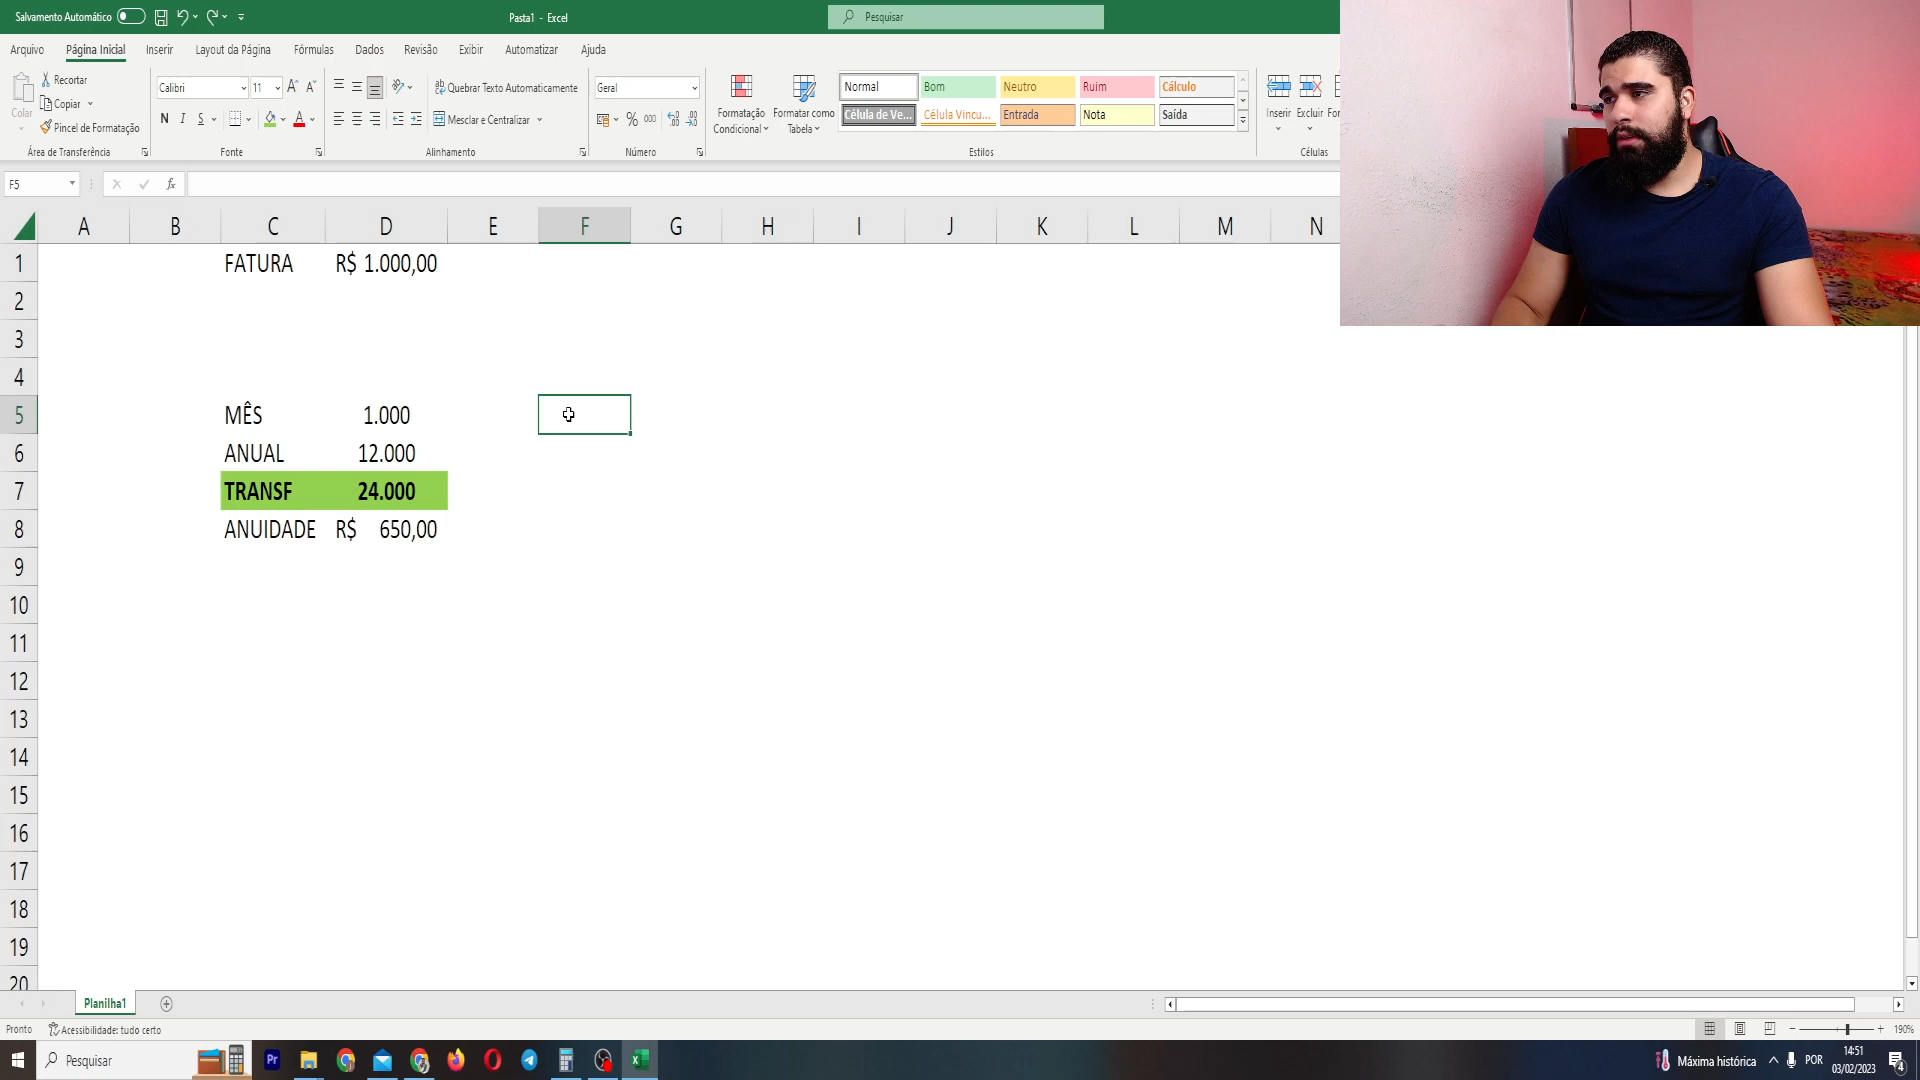 Salvamento Automático
Pasta1 - Excel
Pesquisar
Arquivo Página Inicial Inserir Layout da Página Fórmulas Dados Revisão Exibir Automatizar Ajuda
Colar
Recortar
Copiar
Pincel de Formatação
Área de Transferência
Calibri 11
N I S
Fonte
Quebrar Texto Automaticamente
Mesclar e Centralizar
Alinhamento
Geral
% 000
Número
Formatação Condicional
Formatar como Tabela
Normal Bom Neutro Ruim Cálculo
Célula de Ve... Célula Vincu... Entrada Nota Saída
Estilos
Inserir Excluir For
Células
F5
fx
A B C D E F G H I J K L M N
1 FATURA R$ 1.000,00
2
3
4
5 MÊS 1.000
6 ANUAL 12.000
7 TRANSF 24.000
8 ANUIDADE R$ 650,00
9
10
11
12
13
14
15
16
17
18
19
20
Planilha1
Pronto Acessibilidade: tudo certo
190%
Pesquisar
Pr
Máxima histórica
POR
14:51
03/02/2023
4